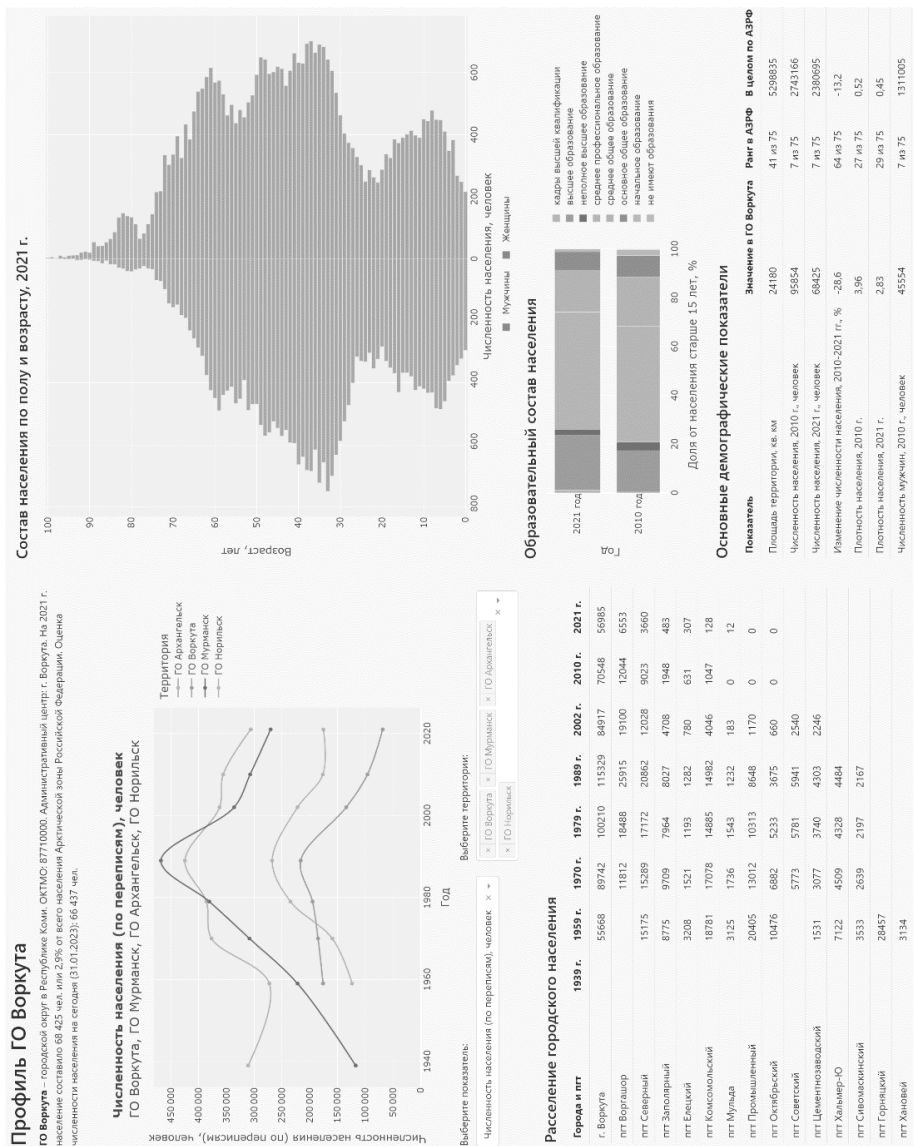 Профиль ГО Воркута
ГО Воркута – городской округ в Республике Коми. ОКТМО: 87710000. Административный центр: г. Воркута. На 2021 г.
население составило 68 425 чел. или 2,9% от всего населения Арктической зоны Российской Федерации. Оценка
численности населения на сегодня (31.01.2023): 66 437 чел.
Численность населения (по переписям), человек
ГО Воркута, ГО Мурманск, ГО Архангельск, ГО Норильск
Численность населения (по переписям), человек
450 000
400 000
350 000
300 000
250 000
200 000
150 000
100 000
50 000
0
1940 1960 1980 2000 2020
Год
Территория
ГО Архангельск
ГО Воркута
ГО Мурманск
ГО Норильск
Выберите показатель:
Численность населения (по переписям), человек ×
Выберите территории:
× ГО Воркута × ГО Мурманск × ГО Архангельск ×
× ГО Норильск
Расселение городского населения
Города и пгт 1939 г. 1959 г. 1970 г. 1979 г. 1989 г. 2002 г. 2010 г. 2021 г.
г. Воркута 55668 89742 100210 115329 84917 70548 56985
пгт Воргашор 11812 18488 25915 19100 12044 6553
пгт Северный 15175 15289 17172 20862 12028 9023 3660
пгт Заполярный 8775 9709 7964 8027 4708 1948 483
пгт Елецкий 3208 1521 1193 1282 780 631 307
пгт Комсомольский 18781 17078 14885 14982 4046 1047 128
пгт Мульда 3125 1736 1543 1232 183 0 12
пгт Промышленный 20405 13012 10313 8648 170 0 0
пгт Октябрьский 10476 6882 5233 3675 660 0 0
пгт Советский 5773 5781 5941 2540
пгт Цементнозаводский 1531 3077 3740 4303 2246
пгт Хальмер-Ю 7122 4509 4328 4484
пгт Сивомаскинский 3533 2639 2197 2167
пгт Горняцкий 28457
пгт Хановей 3134
Состав населения по полу и возрасту, 2021 г.
Возраст, лет
100
90
80
70
60
50
40
30
20
10
0
800 600 400 200 0 200 400 600
Численность населения, человек
Мужчины Женщины
Образовательный состав населения
Год
2021 год
2010 год
0 20 40 60 80 100
Доля от населения старше 15 лет, %
кадры высшей квалификации
высшее образование
неполное высшее образование
среднее профессиональное образование
среднее общее образование
основное общее образование
начальное образование
не имеют образования
Основные демографические показатели
Показатель Значение в ГО Воркута Ранг в АЗРФ В целом по АЗРФ
Площадь территории, кв. км 24180 41 из 75 5298835
Численность населения, 2010 г., человек 95854 7 из 75 2743166
Численность населения, 2021 г., человек 68425 7 из 75 2380695
Изменение численности населения, 2010-2021 гг., % -28,6 64 из 75 -13,2
Плотность населения, 2010 г. 3,96 27 из 75 0,52
Плотность населения, 2021 г. 2,83 29 из 75 0,45
Численность мужчин, 2010 г., человек 45554 7 из 75 1311005